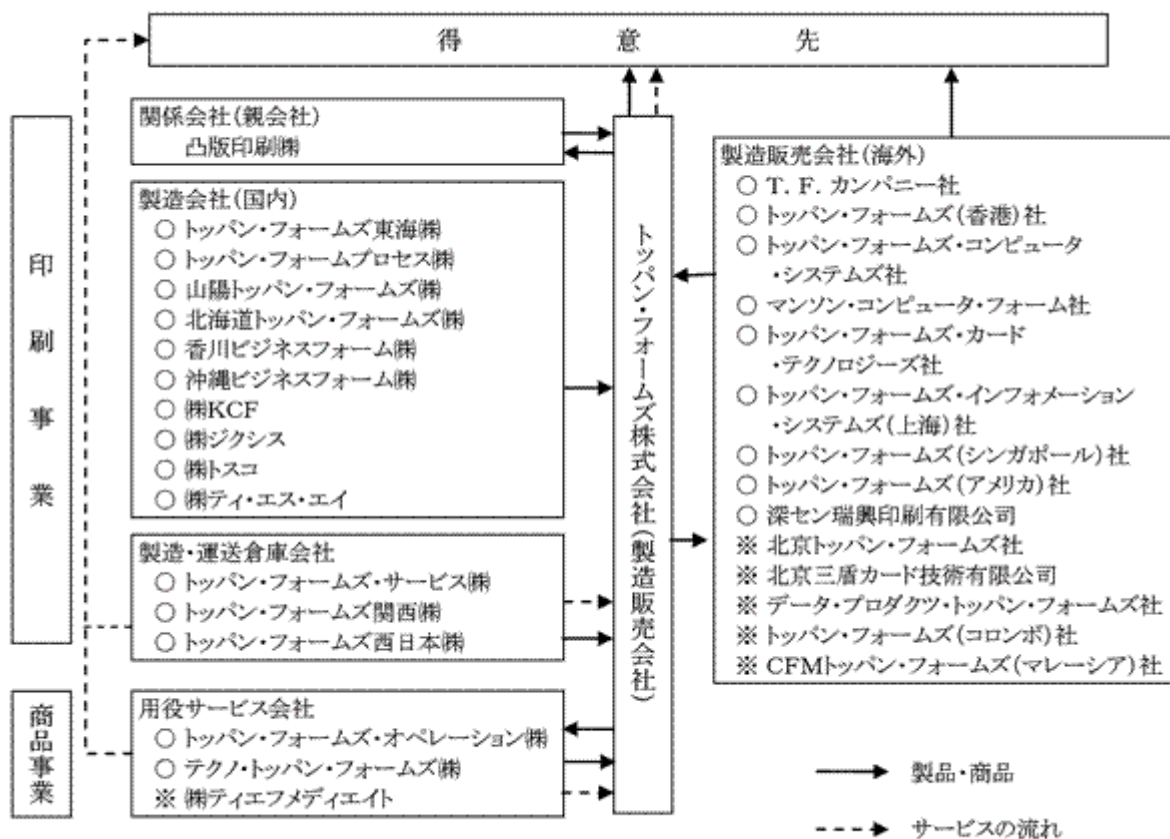 得意先
印刷事業
関係会社(親会社)
凸版印刷㈱
製造会社(国内)
○ トッパン・フォームズ東海㈱
○ トッパン・フォームプロセス㈱
○ 山陽トッパン・フォームズ㈱
○ 北海道トッパン・フォームズ㈱
○ 香川ビジネスフォーム㈱
○ 沖縄ビジネスフォーム㈱
○ ㈱KCF
○ ㈱ジクシス
○ ㈱トスコ
○ ㈱ティ・エス・エイ
製造・運送倉庫会社
○ トッパン・フォームズ・サービス㈱
○ トッパン・フォームズ関西㈱
○ トッパン・フォームズ西日本㈱
商品事業
用役サービス会社
○ トッパン・フォームズ・オペレーション㈱
○ テクノ・トッパン・フォームズ㈱
※ ㈱ティエフメディエイト
トッパン・フォームズ株式会社(製造販売会社)
製造販売会社(海外)
○ T. F. カンパニー社
○ トッパン・フォームズ(香港)社
○ トッパン・フォームズ・コンピュータ
・システムズ社
○ マンソン・コンピュータ・フォーム社
○ トッパン・フォームズ・カード
・テクノロジーズ社
○ トッパン・フォームズ・インフォメーション
・システムズ(上海)社
○ トッパン・フォームズ(シンガポール)社
○ トッパン・フォームズ(アメリカ)社
○ 深セン瑞興印刷有限公司
※ 北京トッパン・フォームズ社
※ 北京三盾カード技術有限公司
※ データ・プロダクツ・トッパン・フォームズ社
※ トッパン・フォームズ(コロンボ)社
※ CFMトッパン・フォームズ(マレーシア)社
製品・商品
サービスの流れ